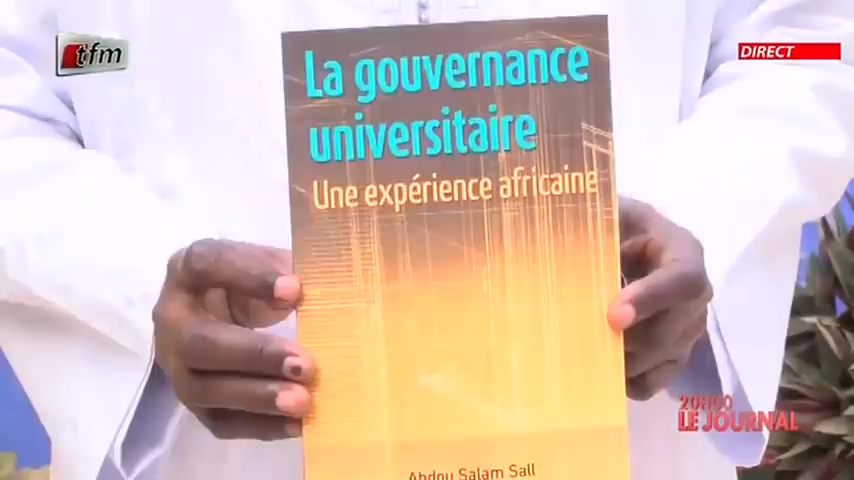 tfm
DIRECT
La gouvernance
universitaire
Une expérience africaine
Abdou Salam Sall
20H00
LE JOURNAL